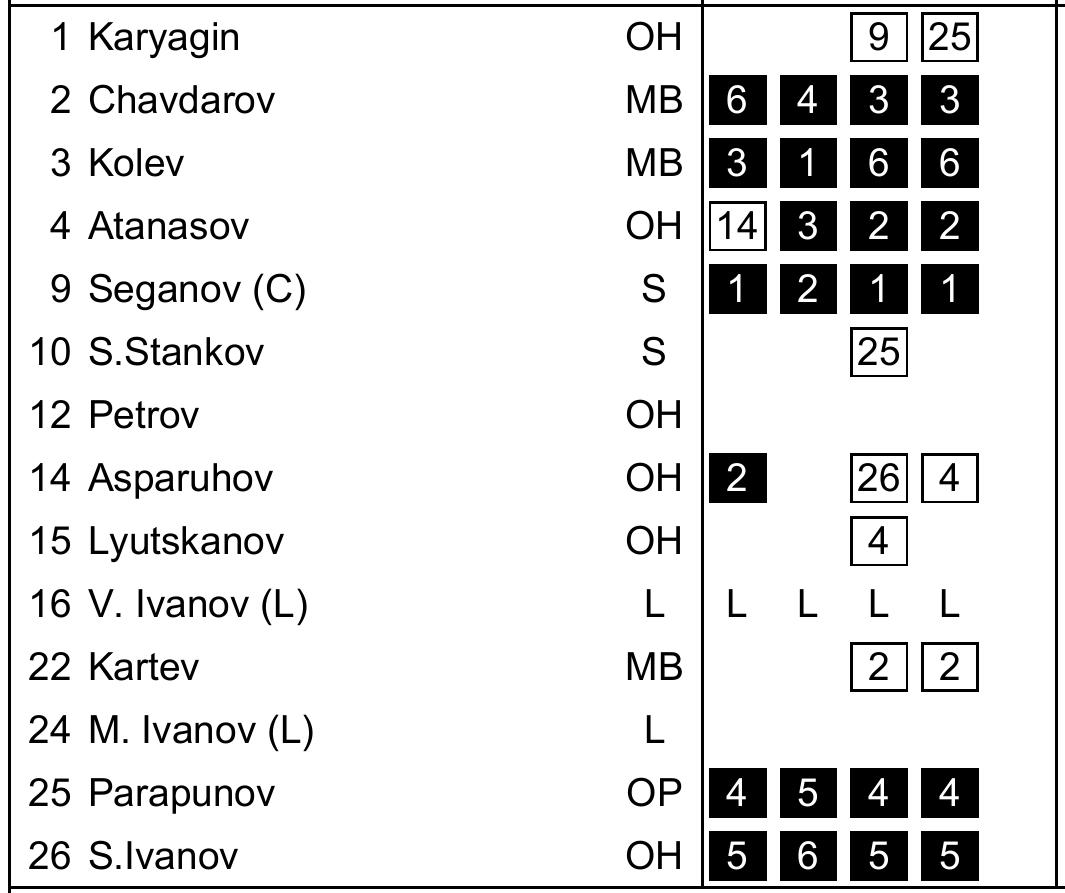 1 Karyagin OH 9 25
2 Chavdarov MB 6 4 3 3
3 Kolev MB 3 1 6 6
4 Atanasov OH 14 3 2 2
9 Seganov (C) S 1 2 1 1
10 S.Stankov S 25
12 Petrov OH
14 Asparuhov OH 2 26 4
15 Lyutskanov OH 4
16 V. Ivanov (L) L L L L L
22 Kartev MB 2 2
24 M. Ivanov (L) L
25 Parapunov OP 4 5 4 4
26 S.Ivanov OH 5 6 5 5